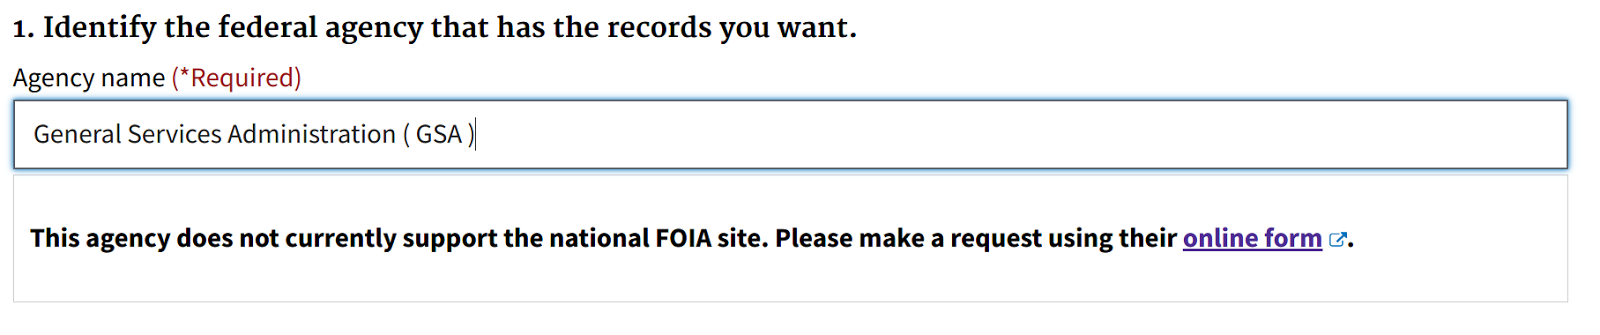 1. Identify the federal agency that has the records you want.
Agency name (*Required)
General Services Administration ( GSA )
This agency does not currently support the national FOIA site. Please make a request using their online form.